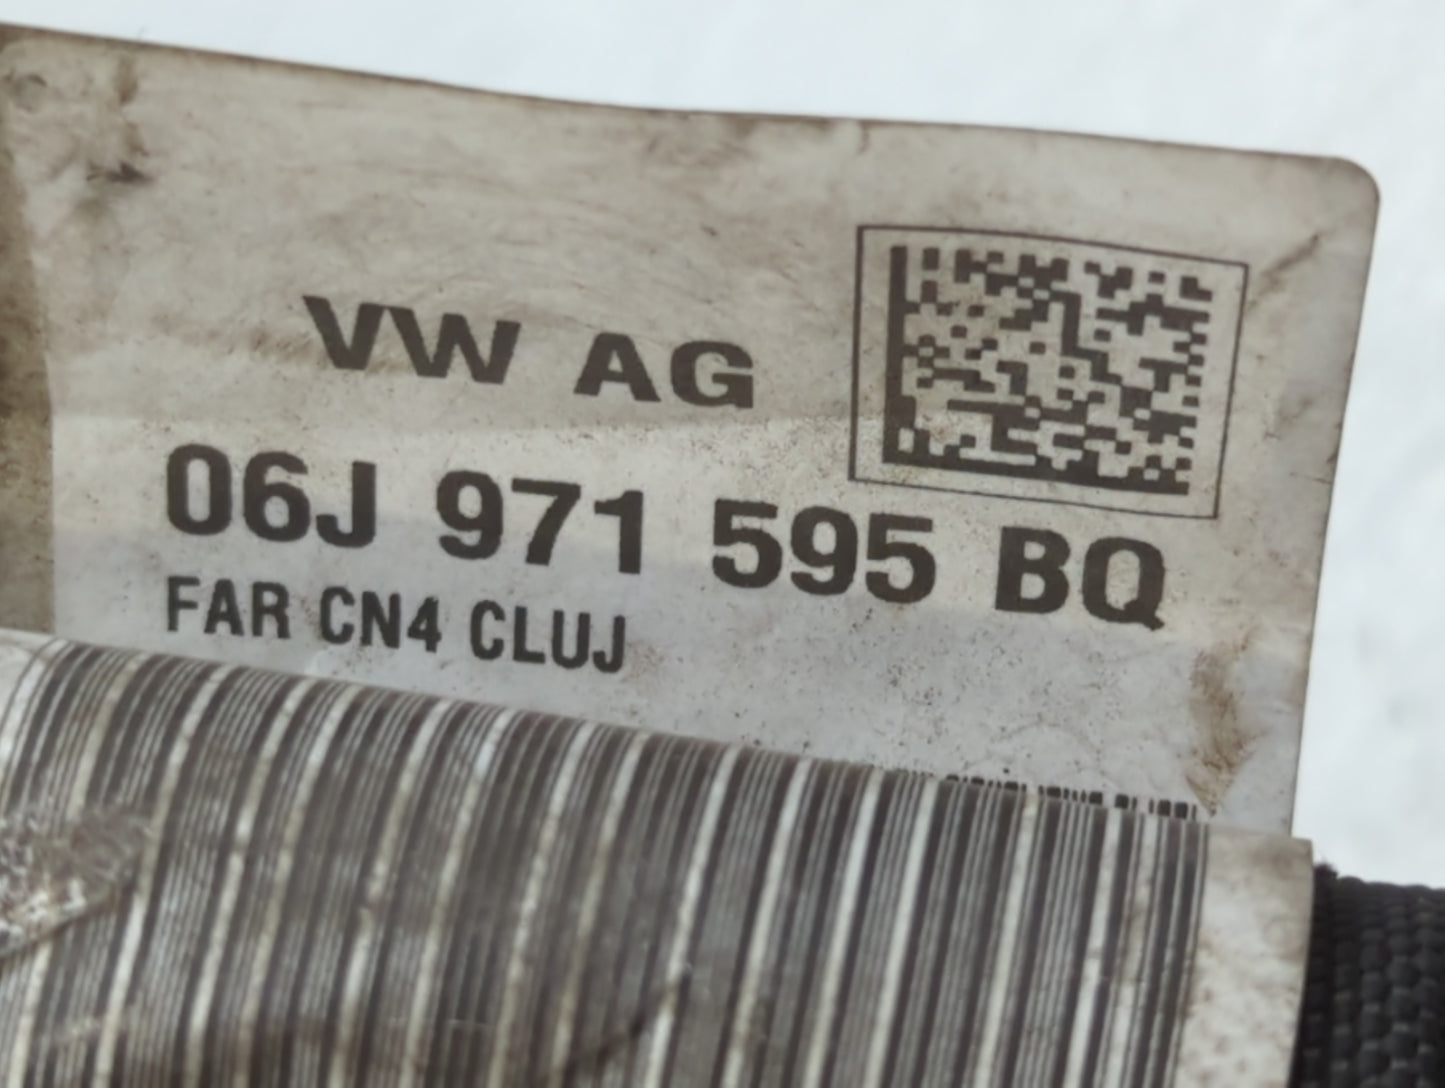 VW AG
06J 971 595 BQ
FAR CN4 CLUJ